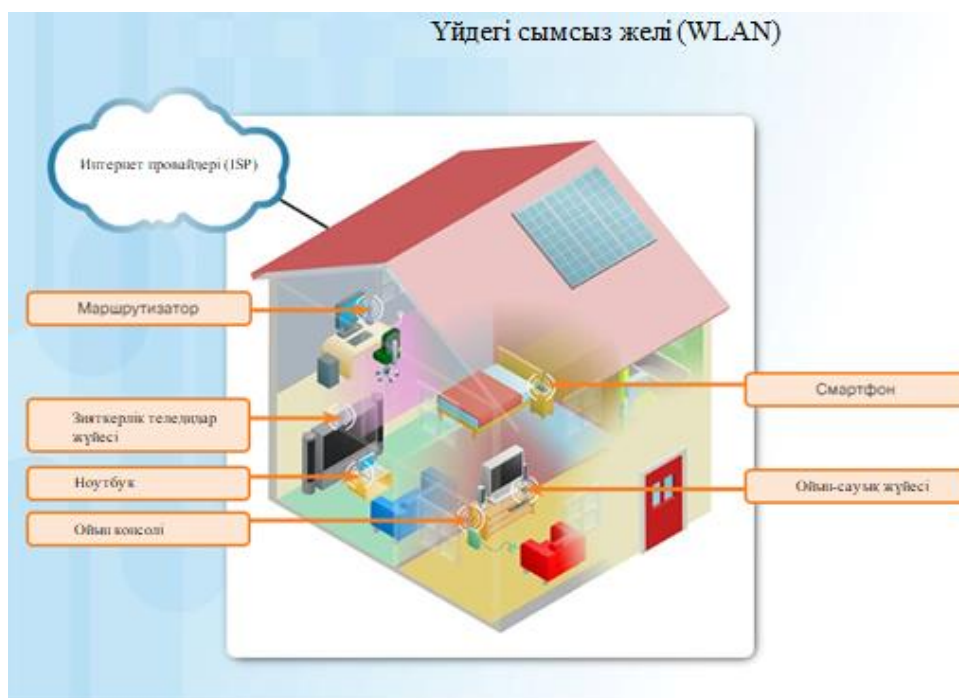 Үйдегі сымсыз желі (WLAN)
Интернет провайдері (ISP)
Маршрутизатор
Смартфон
Зияткерлік теледидар
жүйесі
Ноутбук
Ойын-сауық жүйесі
Ойын консолі